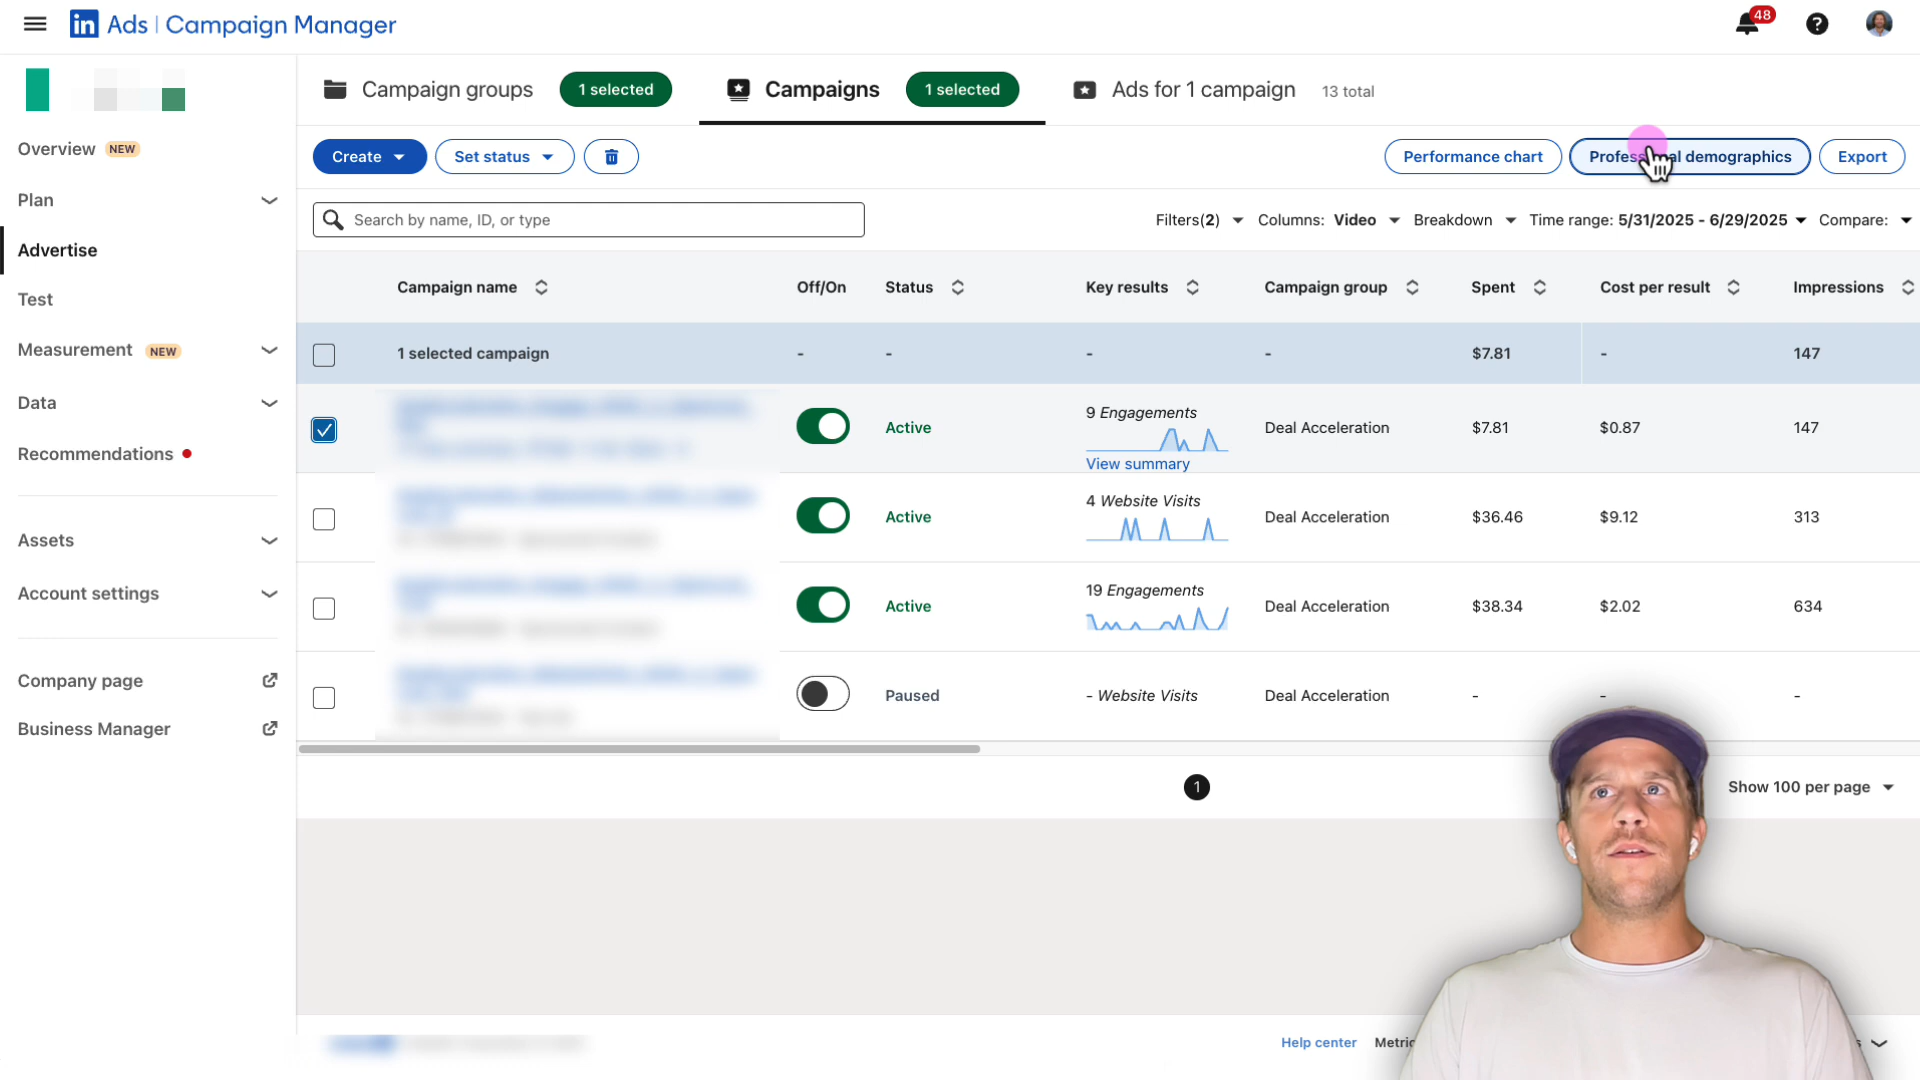 in Ads | Campaign Manager
48
?
Campaign groups 1 selected
Campaigns 1 selected
Ads for 1 campaign 13 total
Overview NEW
Plan
Advertise
Test
Measurement NEW
Data
Recommendations
Assets
Account settings
Company page
Business Manager
Create
Set status
Performance chart
demographics
Export
Search by name, ID, or type
Filters(2)
Columns: Video
Breakdown
Time range: 5/31/2025 - 6/29/2025
Compare:
Campaign name Off/On Status Key results Campaign group Spent Cost per result Impressions
1 selected campaign - - - - $7.81 - 147
Active 9 Engagements Deal Acceleration $7.81 $0.87 147
View summary
Active 4 Website Visits Deal Acceleration $36.46 $9.12 313
Active 19 Engagements Deal Acceleration $38.34 $2.02 634
Paused - Website Visits Deal Acceleration - - -
1
Show 100 per page
Help center